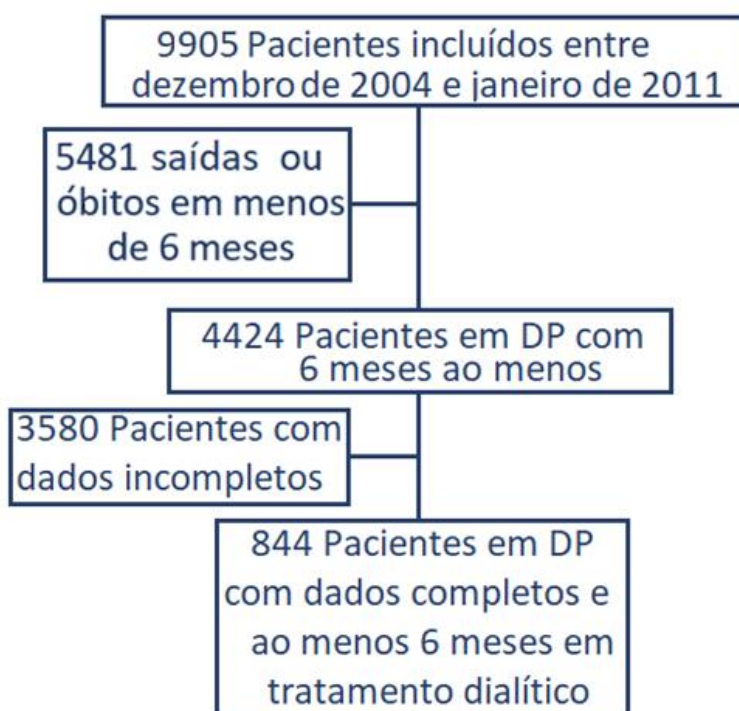 9905 Pacientes incluídos entre
dezembro de 2004 e janeiro de 2011
5481 saídas ou
óbitos em menos
de 6 meses
4424 Pacientes em DP com
6 meses ao menos
3580 Pacientes com
dados incompletos
844 Pacientes em DP
com dados completos e
ao menos 6 meses em
tratamento dialítico